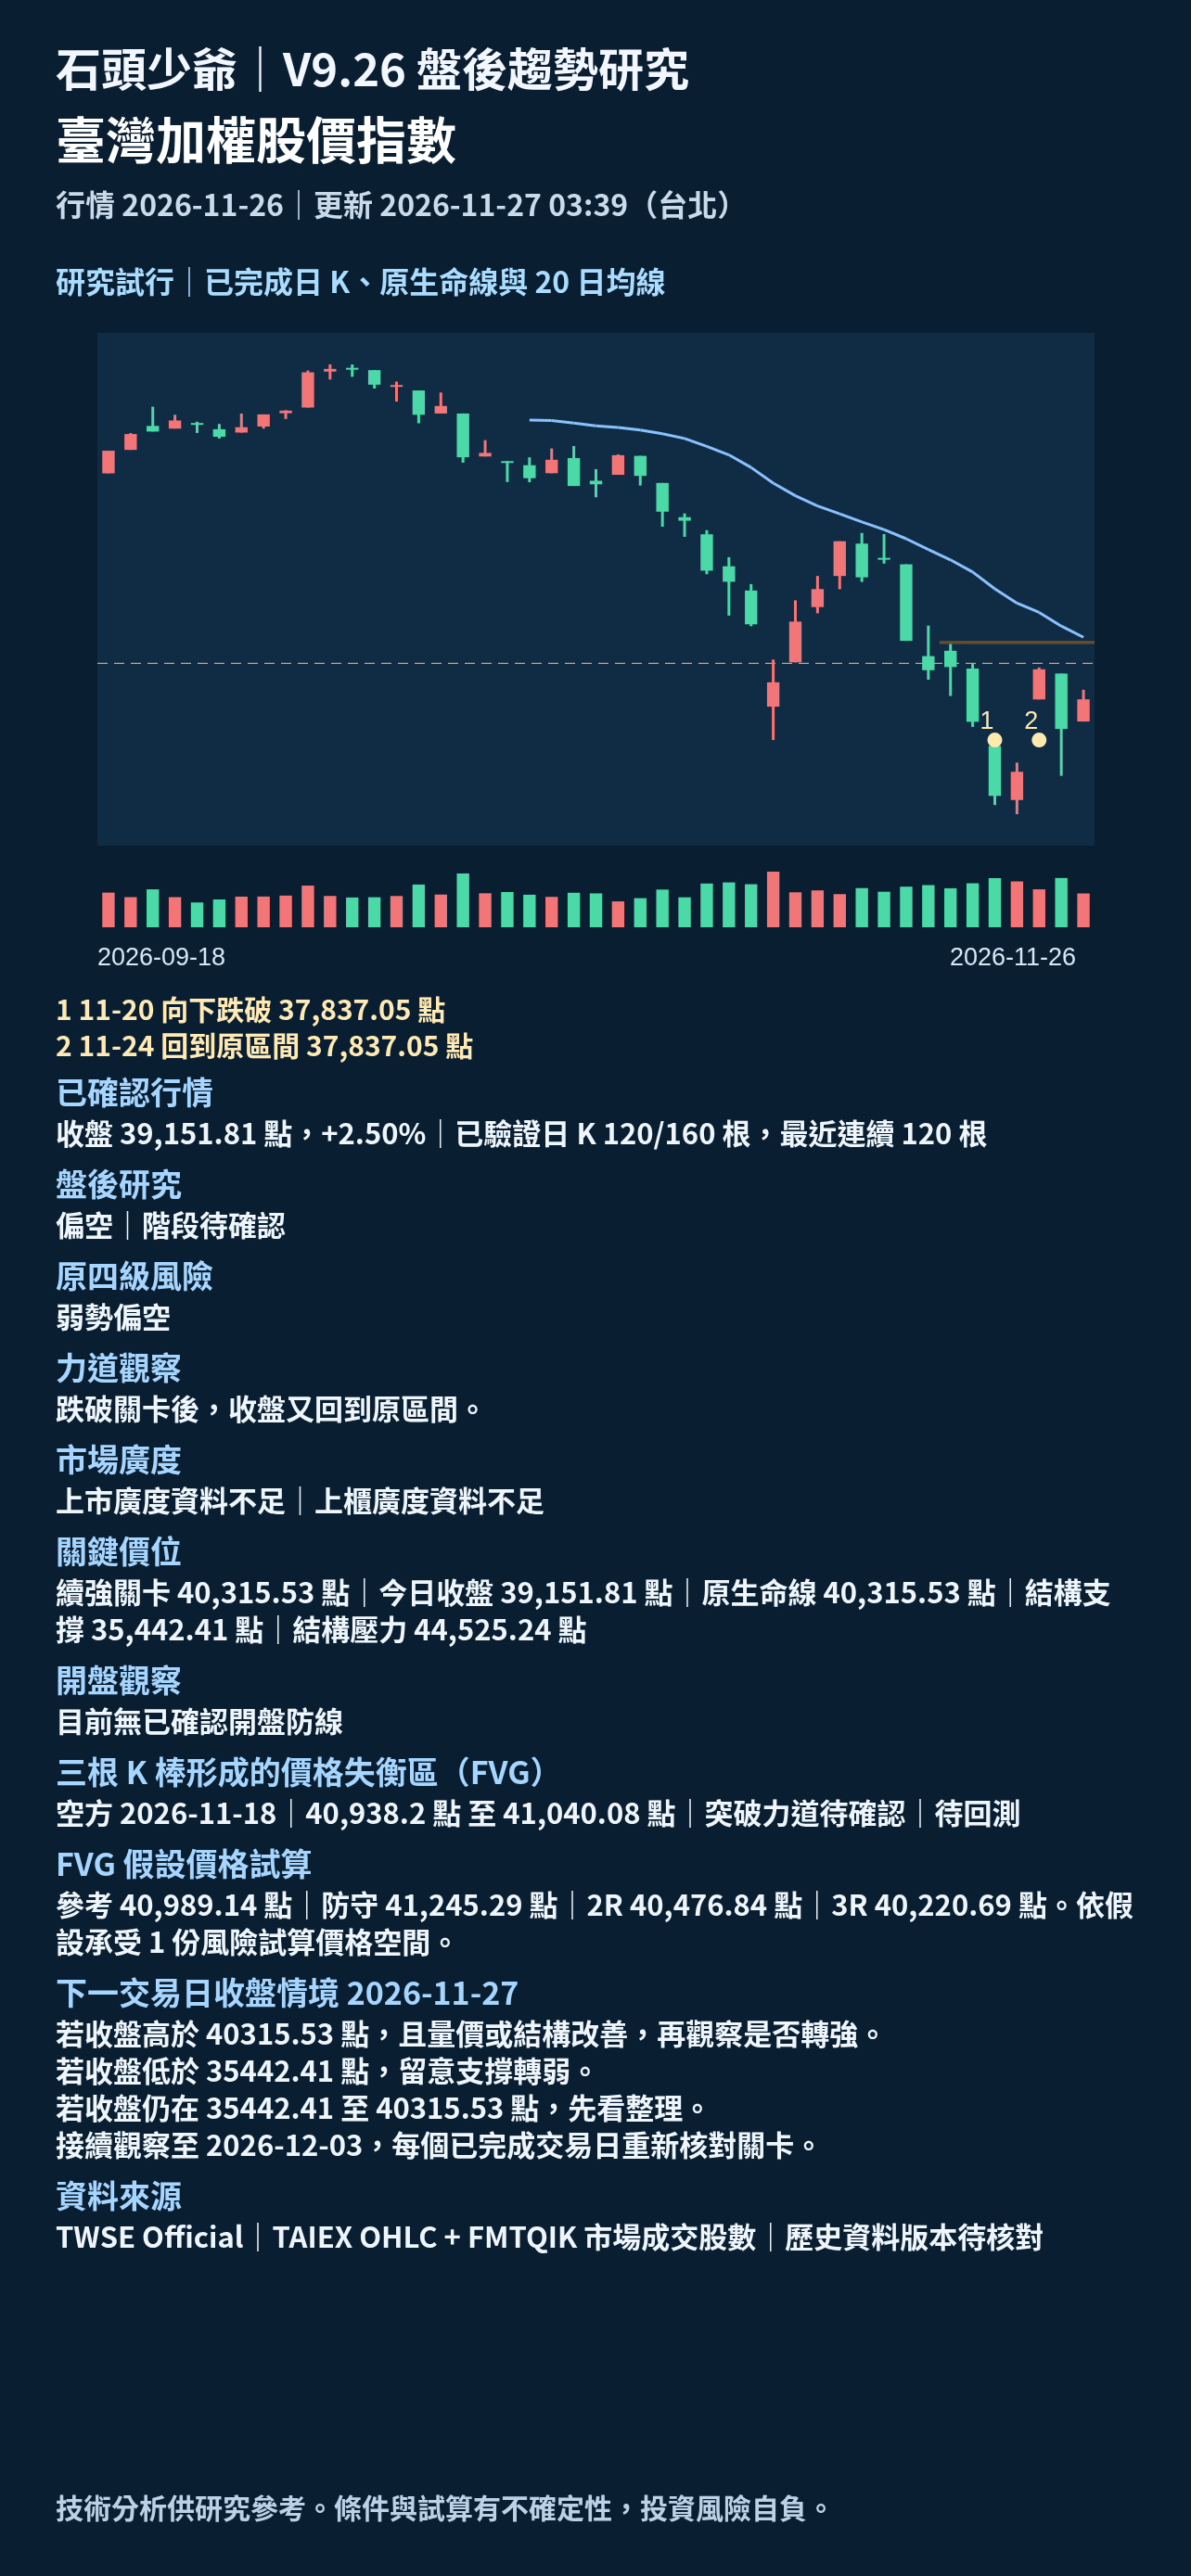 石頭少爺｜V9.26 盤後趨勢研究
臺灣加權股價指數
行情 2026-11-26｜更新 2026-11-27 03:39（台北）
研究試行｜已完成日 K、原生命線與 20 日均線
1 2
2026-09-18 2026-11-26
1 11-20 向下跌破 37,837.05 點
2 11-24 回到原區間 37,837.05 點
已確認行情
收盤 39,151.81 點，+2.50%｜已驗證日 K 120/160 根，最近連續 120 根
盤後研究
偏空｜階段待確認
原四級風險
弱勢偏空
力道觀察
跌破關卡後，收盤又回到原區間。
市場廣度
上市廣度資料不足｜上櫃廣度資料不足
關鍵價位
續強關卡 40,315.53 點｜今日收盤 39,151.81 點｜原生命線 40,315.53 點｜結構支
撐 35,442.41 點｜結構壓力 44,525.24 點
開盤觀察
目前無已確認開盤防線
三根 K 棒形成的價格失衡區（FVG）
空方 2026-11-18｜40,938.2 點 至 41,040.08 點｜突破力道待確認｜待回測
FVG 假設價格試算
參考 40,989.14 點｜防守 41,245.29 點｜2R 40,476.84 點｜3R 40,220.69 點。依假
設承受 1 份風險試算價格空間。
下一交易日收盤情境 2026-11-27
若收盤高於 40315.53 點，且量價或結構改善，再觀察是否轉強。
若收盤低於 35442.41 點，留意支撐轉弱。
若收盤仍在 35442.41 至 40315.53 點，先看整理。
接續觀察至 2026-12-03，每個已完成交易日重新核對關卡。
資料來源
TWSE Official｜TAIEX OHLC + FMTQIK 市場成交股數｜歷史資料版本待核對
技術分析供研究參考。條件與試算有不確定性，投資風險自負。